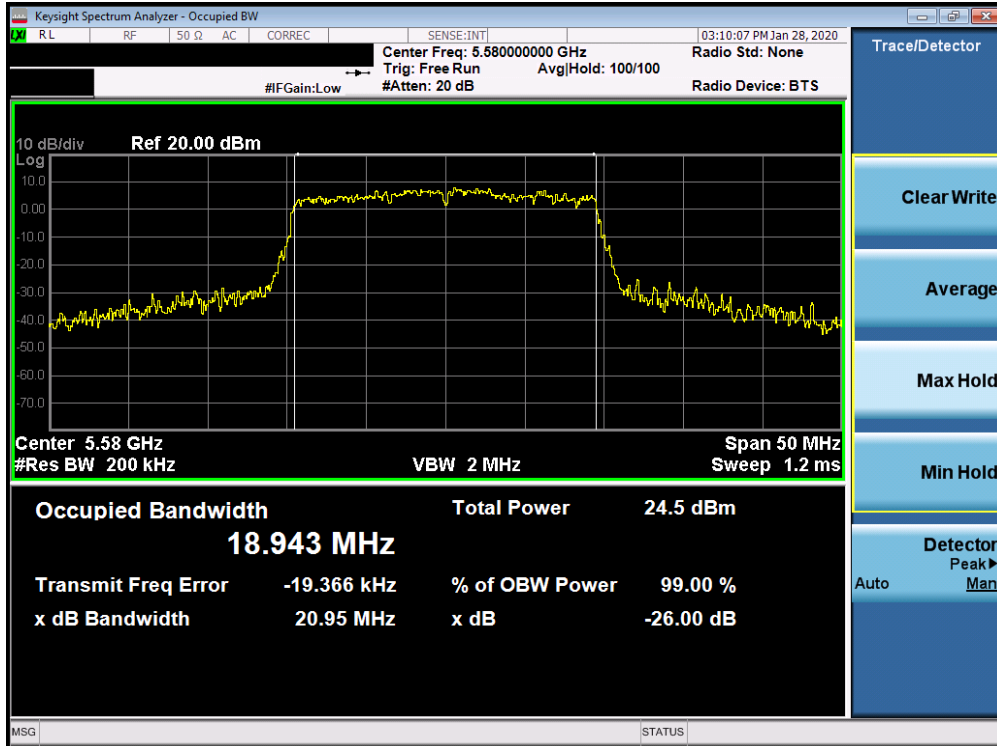 Keysight Spectrum Analyzer - Occupied BW
LXI RL RF 50 Ω AC CORREC SENSE:INT 03:10:07 PM Jan 28, 2020
Center Freq: 5.580000000 GHz Radio Std: None
Trig: Free Run Avg|Hold: 100/100
#IFGain:Low #Atten: 20 dB Radio Device: BTS
10 dB/div Ref 20.00 dBm
Log
10.0
0.00
-10.0
-20.0
-30.0
-40.0
-50.0
-60.0
-70.0
Center 5.58 GHz Span 50 MHz
#Res BW 200 kHz VBW 2 MHz Sweep 1.2 ms
Occupied Bandwidth Total Power 24.5 dBm
18.943 MHz
Transmit Freq Error -19.366 kHz % of OBW Power 99.00 %
x dB Bandwidth 20.95 MHz x dB -26.00 dB
MSG STATUS
Trace/Detector
Clear Write
Average
Max Hold
Min Hold
Detector
Peak▶
Auto Man